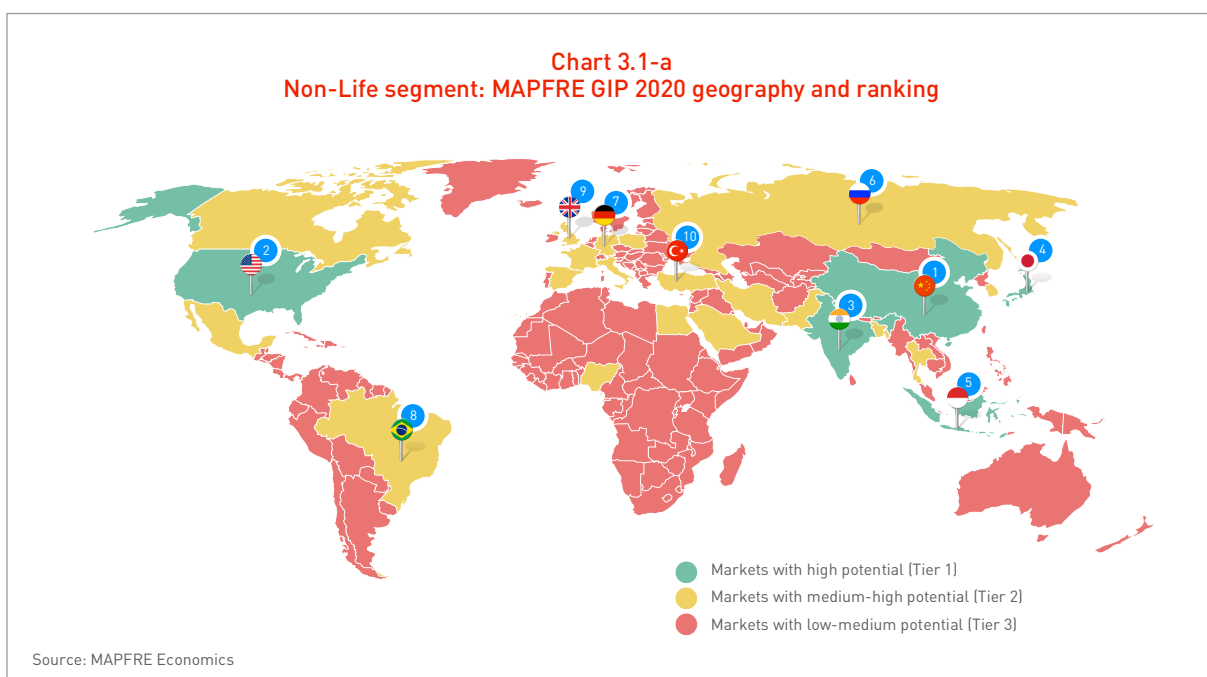 Chart 3.1-a
Non-Life segment: MAPFRE GIP 2020 geography and ranking
9
7
6
10
2
4
1
3
5
8
Markets with high potential (Tier 1)
Markets with medium-high potential (Tier 2)
Markets with low-medium potential (Tier 3)
Source: MAPFRE Economics